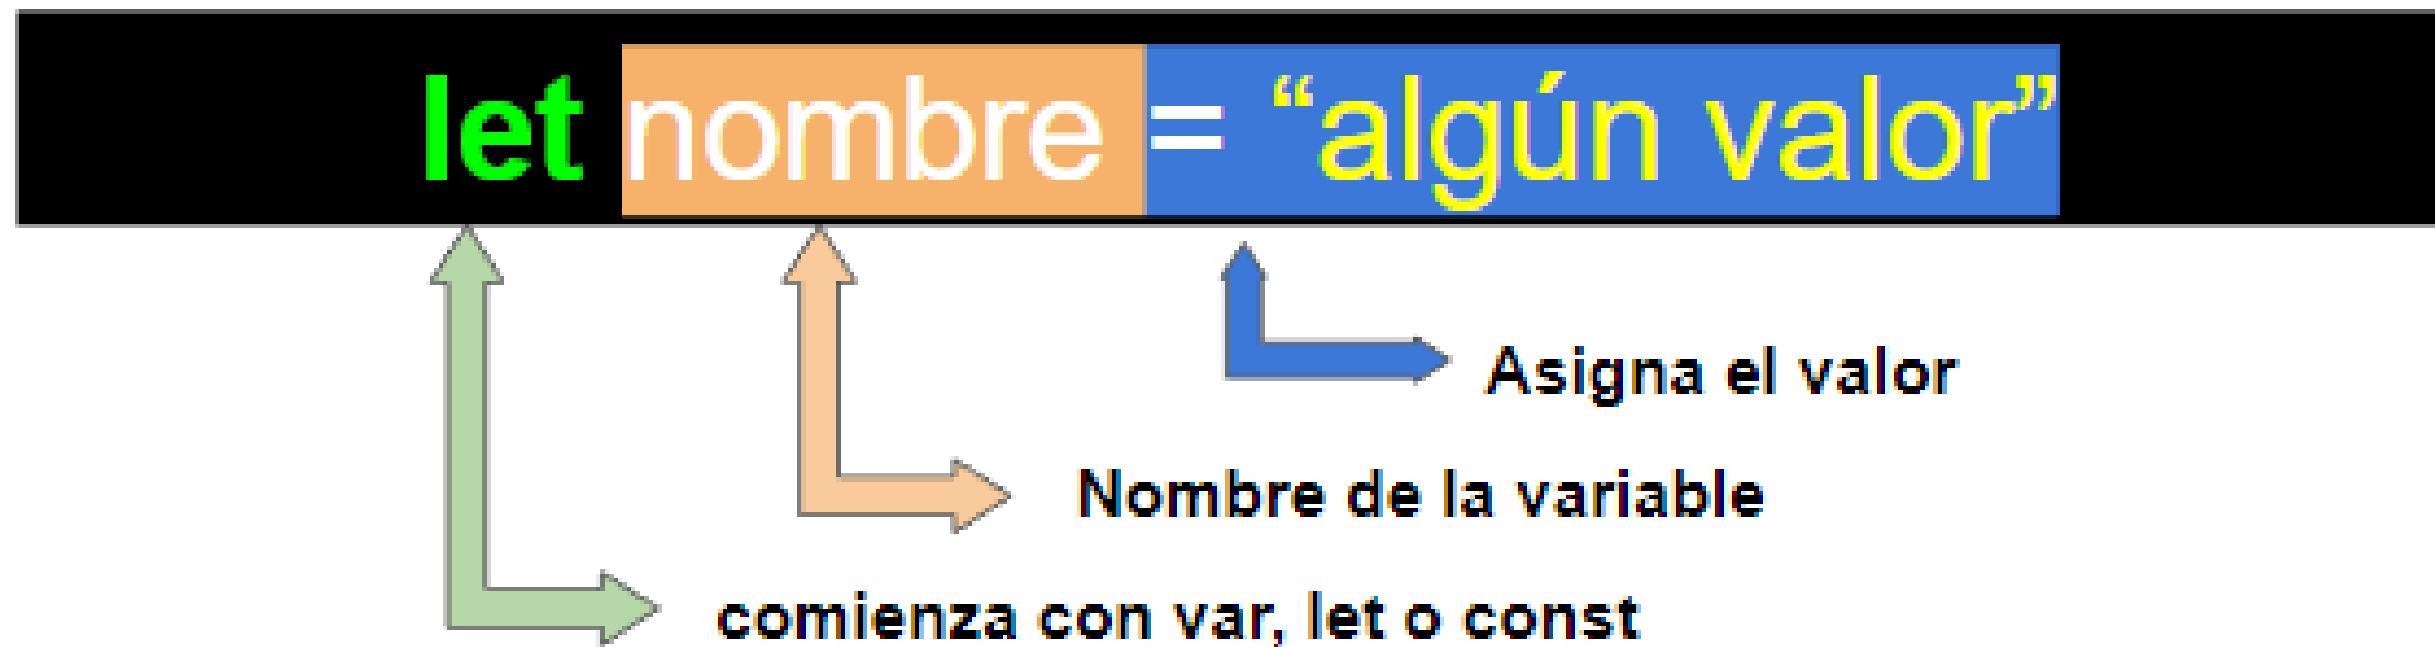 let nombre = “algún valor”
Asigna el valor
Nombre de la variable
comienza con var, let o const